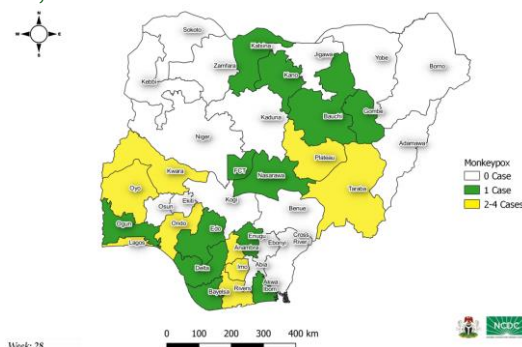 N
Sokoto
Katsina
Jigawa
Yobe
Borno
Zamfara
Kano
Kebbi
Gombe
Bauchi
Kaduna
Adamawa
Niger
Plateau
Kwara
FCT
Nasarawa
Taraba
Oyo
Kogi
Benue
Osun
Ekiti
Ogun
Ondo
Edo
Enugu
Cross
River
Lagos
Anambra
Ebonyi
Delta
Imo
Abia
Akwa
Ibom
Bayelsa
Rivers
Monkeypox
0 Case
1 Case
2-4 Cases
Week: 28
0 100 200 300 400 km
NCDC